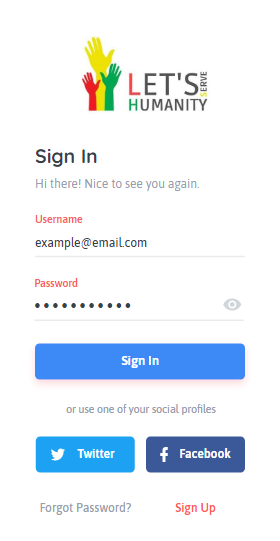 LET'S SERVE
HUMANITY
Sign In
Hi there! Nice to see you again.
Username
example@email.com
Password
Sign In
or use one of your social profiles
Twitter Facebook
Forgot Password? Sign Up